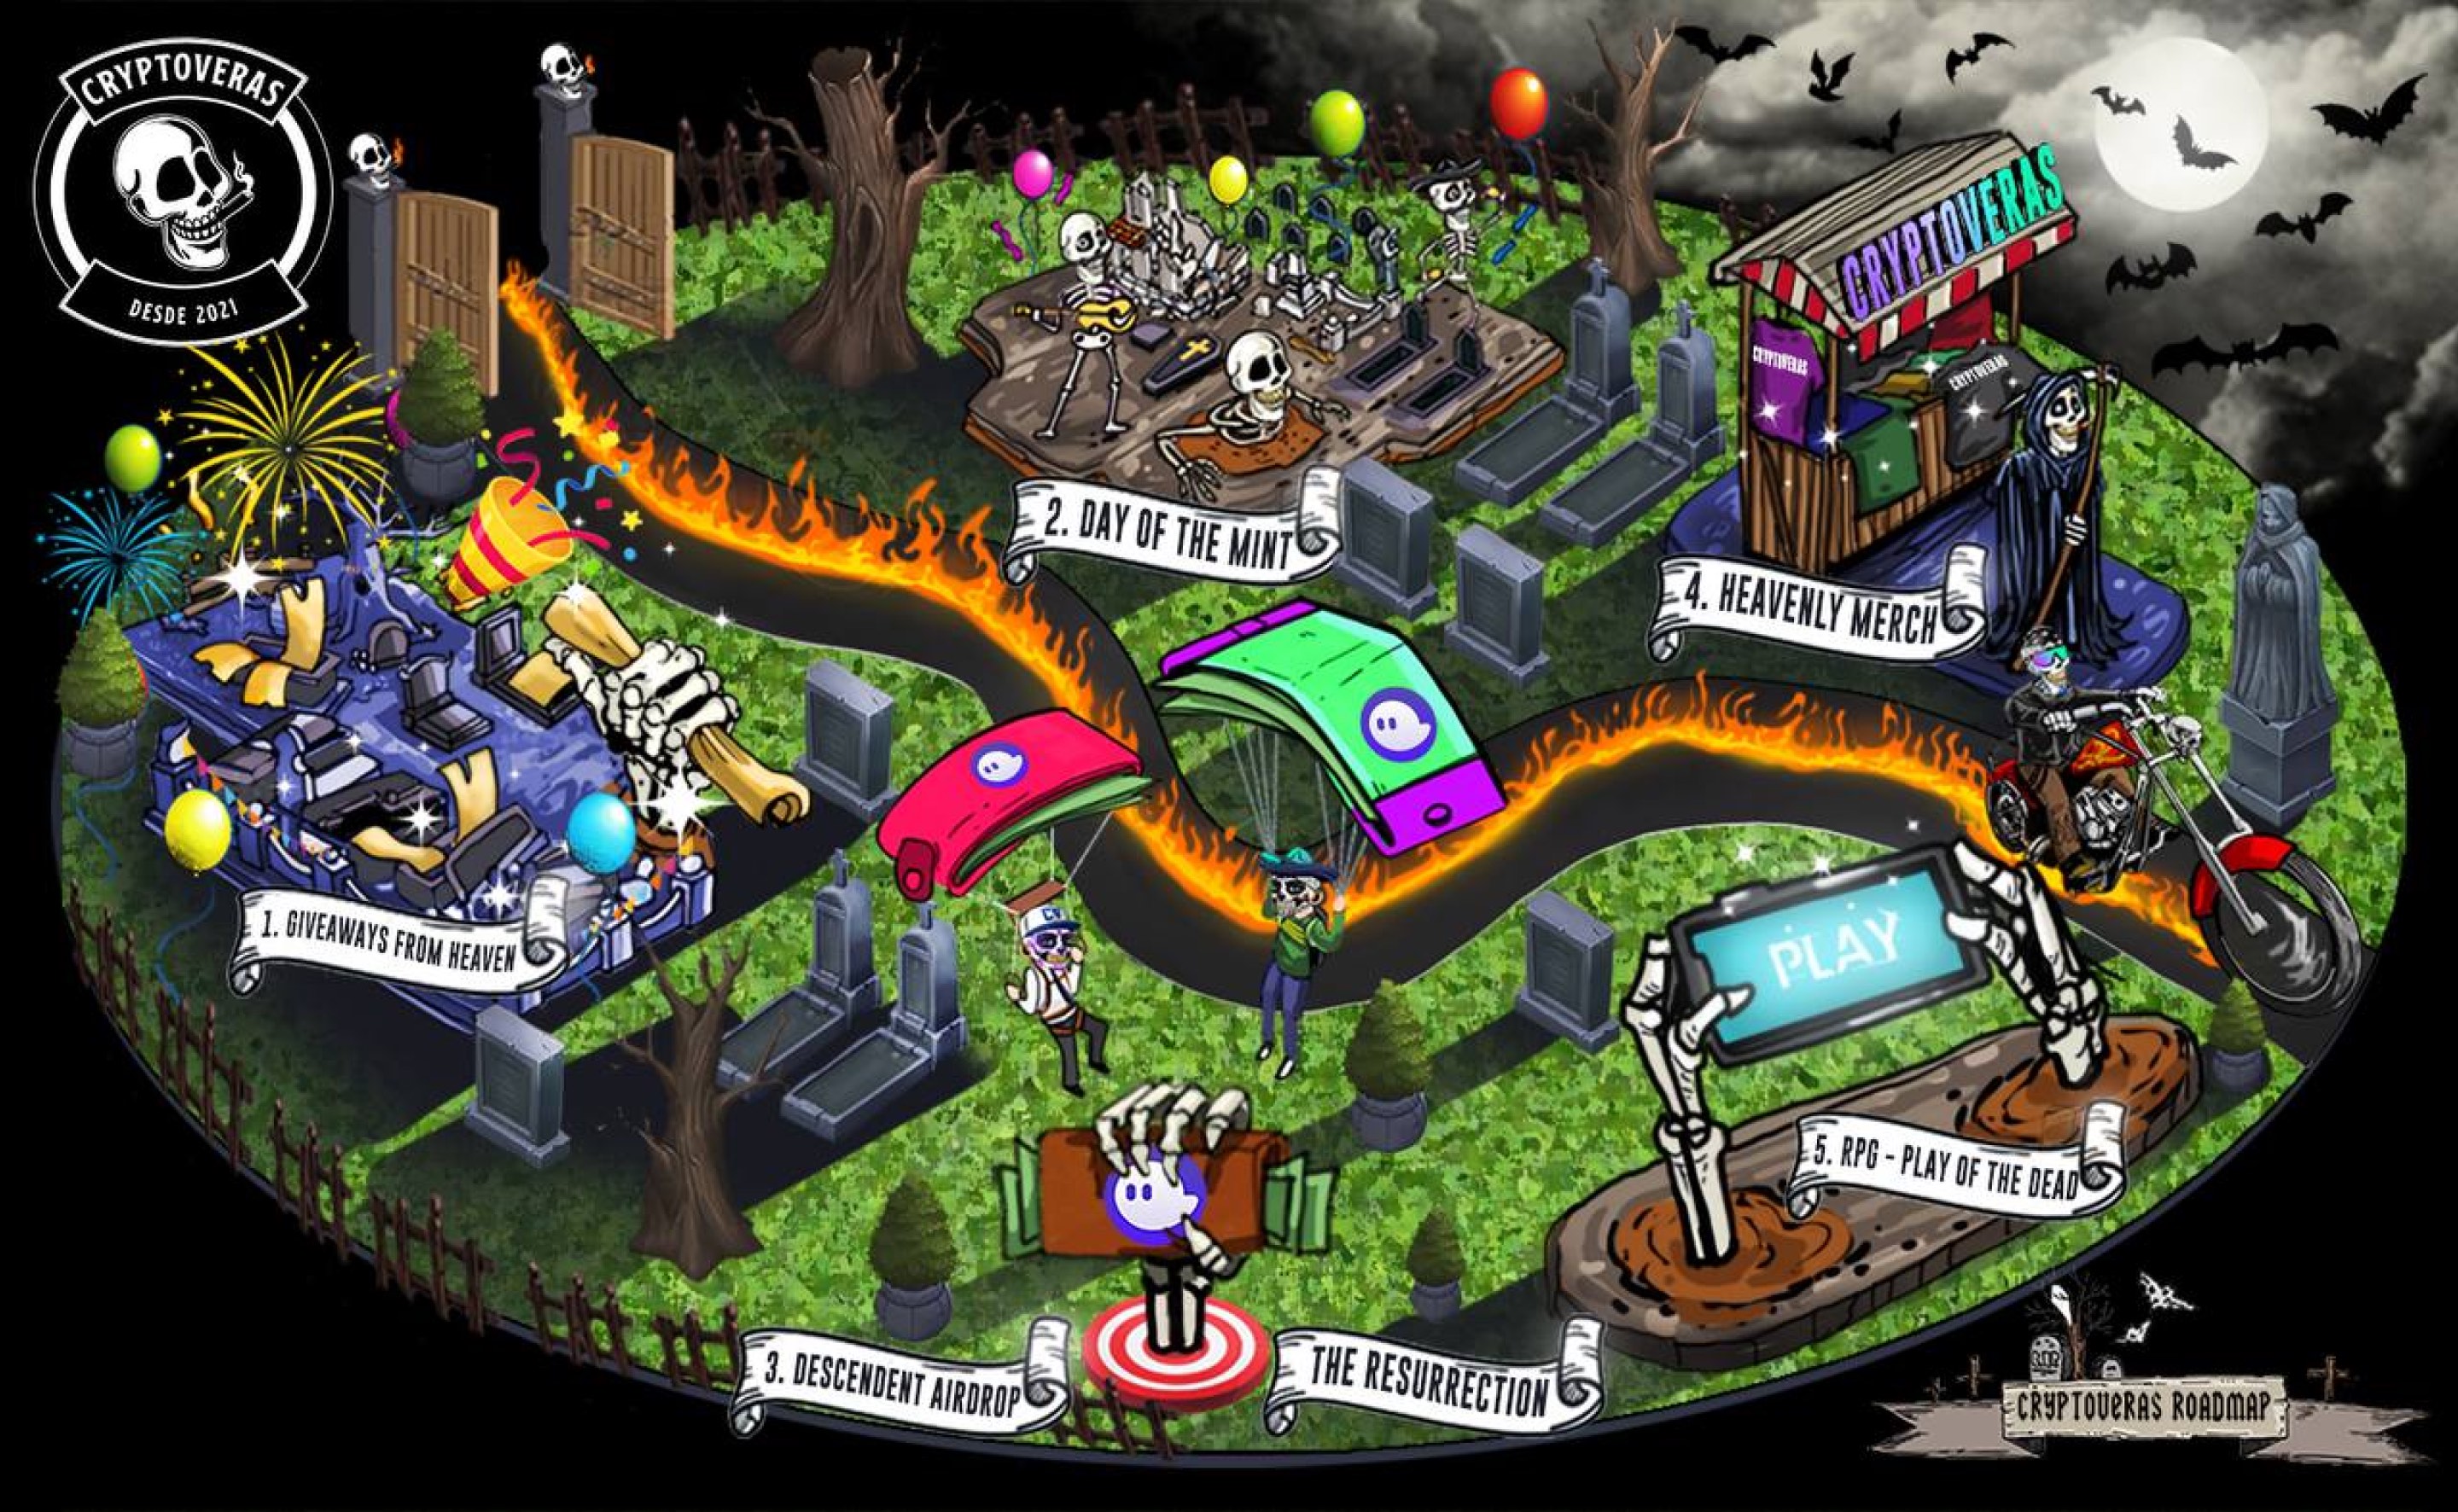 CRYPTOVERAS
DESDE 2021
CRYPTOVERAS
CRYPTOVERAS
CRYPTOVERAS
2. DAY OF THE MINT
4. HEAVENLY MERCH
1. GIVEAWAYS FROM HEAVEN
CV
PLAY
5. RPG - PLAY OF THE DEAD
3. DESCENDENT AIRDROP
THE RESURRECTION
CRYPTOVERAS ROADMAP